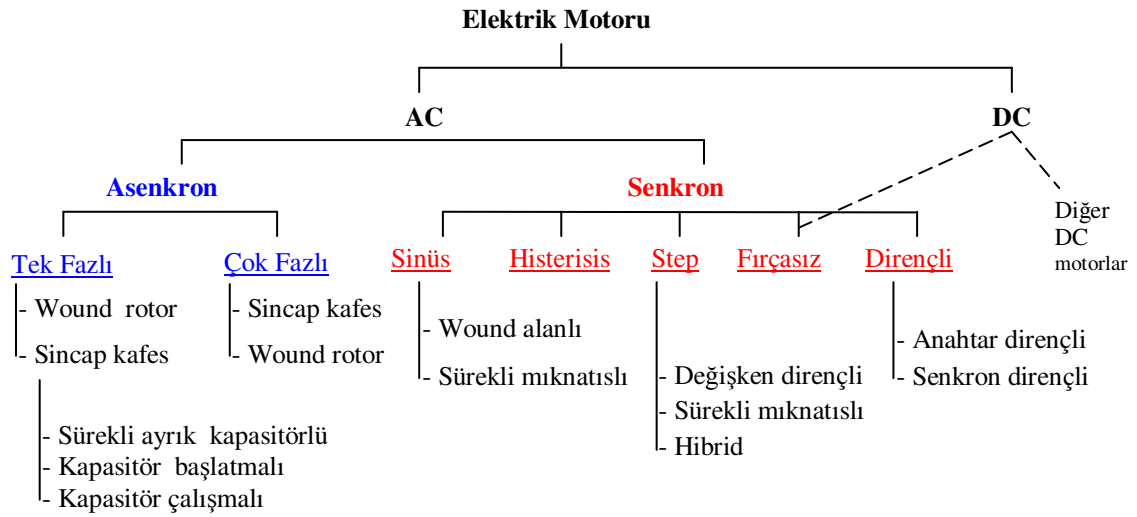 Elektrik Motoru
AC
DC
Asenkron
Senkron
Diğer
DC
motorlar
Tek Fazlı
Çok Fazlı
Sinüs
Histerisis
Step
Fırçasız
Dirençli
- Wound rotor
- Sincap kafes
- Sürekli ayrık kapasitörlü
- Kapasitör başlatmalı
- Kapasitör çalışmalı
- Sincap kafes
- Wound rotor
- Wound alanlı
- Sürekli mıknatıslı
- Değişken dirençli
- Sürekli mıknatıslı
- Hibrid
- Anahtar dirençli
- Senkron dirençli